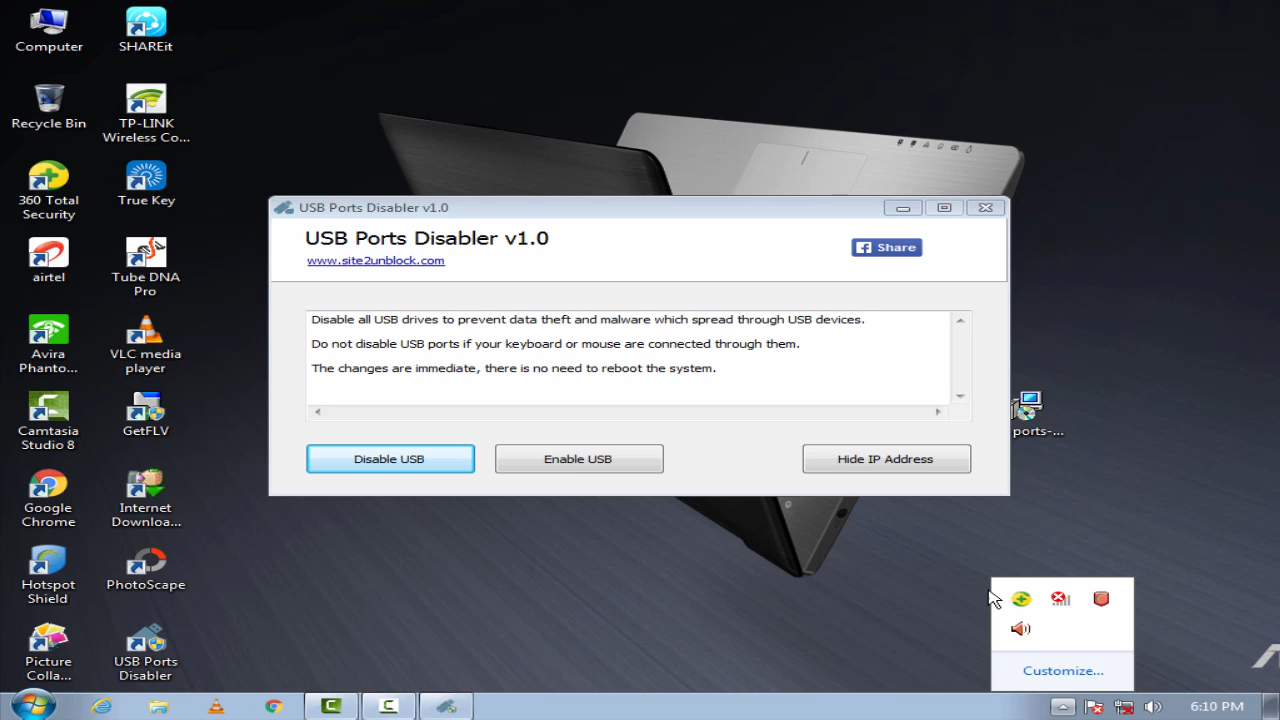 Computer
SHAREit
Recycle Bin
TP-LINK
Wireless Co...
360 Total
Security
True Key
airtel
Tube DNA
Pro
Avira
Phanto...
VLC media
player
Camtasia
Studio 8
GetFLV
Google
Chrome
Internet
Downloa...
Hotspot
Shield
PhotoScape
Picture
Colla...
USB Ports
Disabler
USB Ports Disabler v1.0
USB Ports Disabler v1.0
www.site2unblock.com
Share
Disable all USB drives to prevent data theft and malware which spread through USB devices.
Do not disable USB ports if your keyboard or mouse are connected through them.
The changes are immediate, there is no need to reboot the system.
Disable USB
Enable USB
Hide IP Address
ports-...
Customize...
6:10 PM